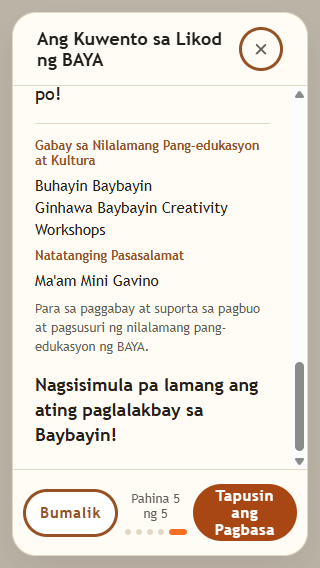 Ang Kuwento sa Likod
ng BAYA
po!
Gabay sa Nilalamang Pang-edukasyon
at Kultura
Buhayin Baybayin
Ginhawa Baybayin Creativity
Workshops
Natatanging Pasasalamat
Ma'am Mini Gavino
Para sa paggabay at suporta sa pagbuo
at pagsusuri ng nilalamang pang-
edukasyon ng BAYA.
Nagsisimula pa lamang ang
ating paglalakbay sa
Baybayin!
Bumalik
Pahina 5
ng 5
Tapusin
ang
Pagbasa